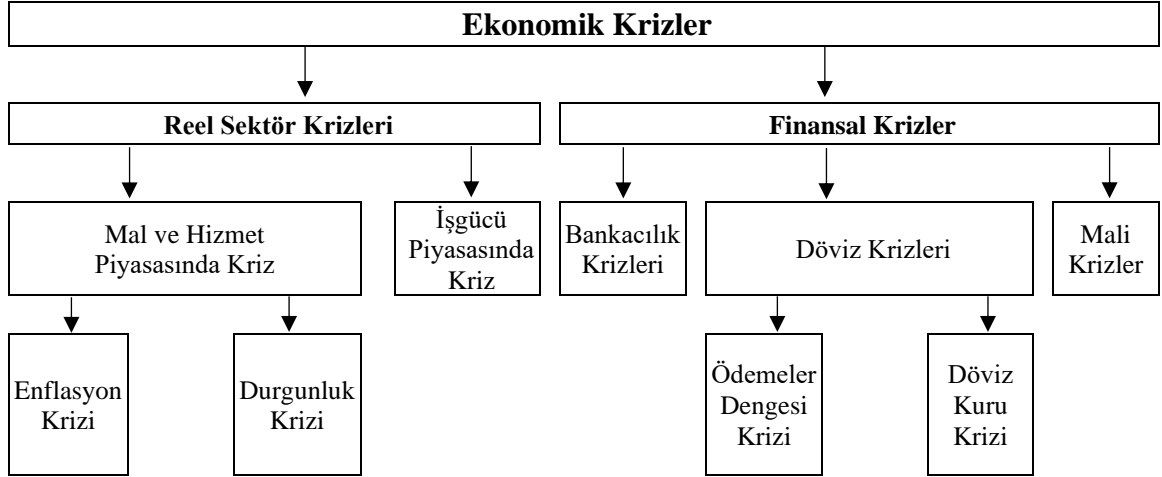 Ekonomik Krizler
Reel Sektör Krizleri
Finansal Krizler
Mal ve Hizmet
Piyasasında Kriz
İşgücü
Piyasasında
Kriz
Bankacılık
Krizleri
Döviz Krizleri
Mali
Krizler
Enflasyon
Krizi
Durgunluk
Krizi
Ödemeler
Dengesi
Krizi
Döviz
Kuru
Krizi